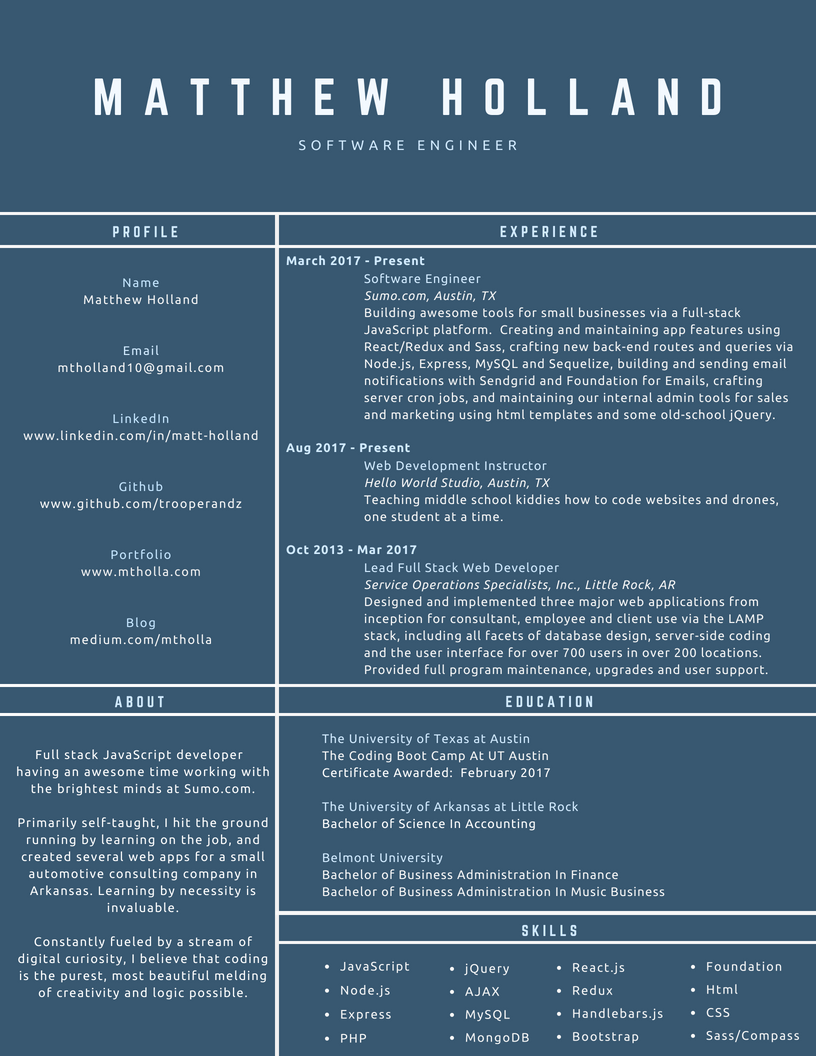 MATTHEW HOLLAND
SOFTWARE ENGINEER
PROFILE
Name
Matthew Holland
Email
mtholland10@gmail.com
LinkedIn
www.linkedin.com/in/matt-holland
Github
www.github.com/trooperandz
Portfolio
www.mtholla.com
Blog
medium.com/mtholla
EXPERIENCE
March 2017 - Present
Software Engineer
Sumo.com, Austin, TX
Building awesome tools for small businesses via a full-stack
JavaScript platform.  Creating and maintaining app features using
React/Redux and Sass, crafting new back-end routes and queries via
Node.js, Express, MySQL and Sequelize, building and sending email
notifications with Sendgrid and Foundation for Emails, crafting
server cron jobs, and maintaining our internal admin tools for sales
and marketing using html templates and some old-school jQuery.
Aug 2017 - Present
Web Development Instructor
Hello World Studio, Austin, TX
Teaching middle school kiddies how to code websites and drones,
one student at a time.
Oct 2013 - Mar 2017
Lead Full Stack Web Developer
Service Operations Specialists, Inc., Little Rock, AR
Designed and implemented three major web applications from
inception for consultant, employee and client use via the LAMP
stack, including all facets of database design, server-side coding
and the user interface for over 700 users in over 200 locations.
Provided full program maintenance, upgrades and user support.
ABOUT
Full stack JavaScript developer
having an awesome time working with
the brightest minds at Sumo.com.
Primarily self-taught, I hit the ground
running by learning on the job, and
created several web apps for a small
automotive consulting company in
Arkansas. Learning by necessity is
invaluable.
Constantly fueled by a stream of
digital curiosity, I believe that coding
is the purest, most beautiful melding
of creativity and logic possible.
EDUCATION
The University of Texas at Austin
The Coding Boot Camp At UT Austin
Certificate Awarded:  February 2017
The University of Arkansas at Little Rock
Bachelor of Science In Accounting
Belmont University
Bachelor of Business Administration In Finance
Bachelor of Business Administration In Music Business
SKILLS
• JavaScript
• Node.js
• Express
• PHP
• jQuery
• AJAX
• MySQL
• MongoDB
• React.js
• Redux
• Handlebars.js
• Bootstrap
• Foundation
• Html
• CSS
• Sass/Compass